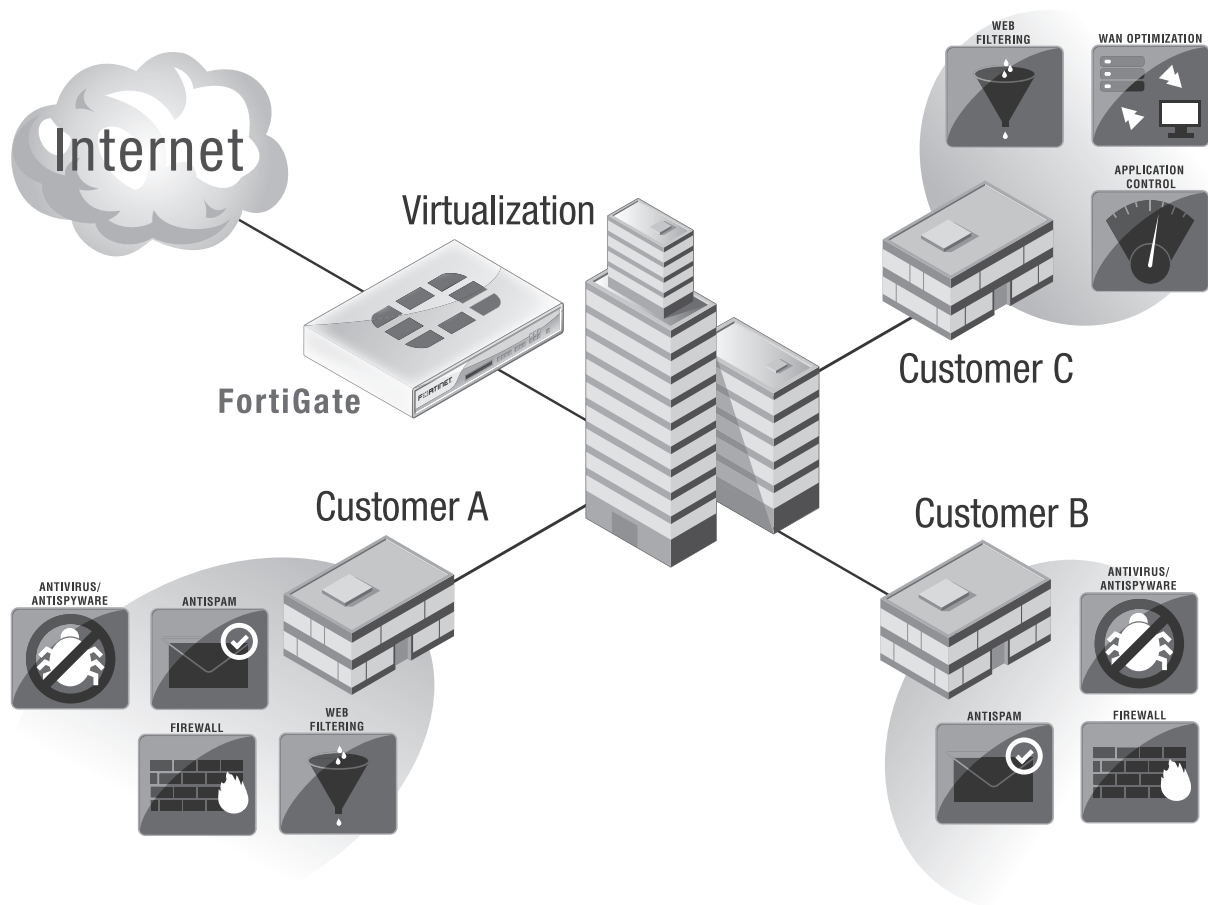 WEB
FILTERING
WAN OPTIMIZATION
Internet
APPLICATION
CONTROL
Virtualization
FORTINET
FortiGate
Customer C
Customer A
Customer B
ANTIVIRUS/
ANTISPYWARE
ANTISPAM
FIREWALL
WEB
FILTERING
ANTIVIRUS/
ANTISPYWARE
ANTISPAM
FIREWALL